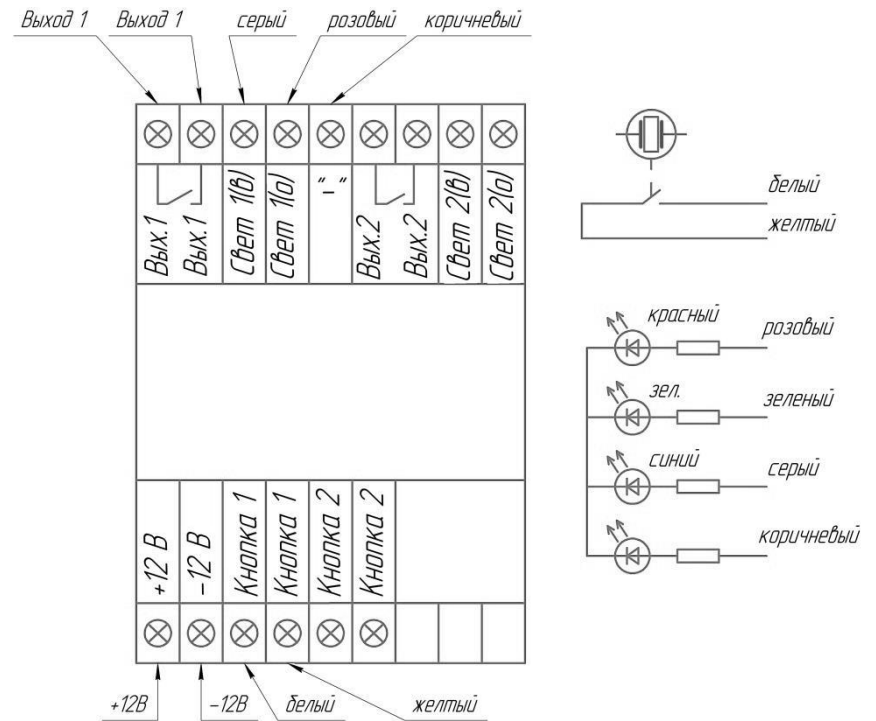 Выход 1 Выход 1 серый розовый коричневый
Вых.1
Вых.1
Свет 1(в)
Свет 1(о)
"–"
Вых.2
Вых.2
Свет 2(в)
Свет 2(о)
+12 В
–12 В
Кнопка 1
Кнопка 1
Кнопка 2
Кнопка 2
+12В –12В белый желтый
белый
желтый
красный розовый
зел. зеленый
синий серый
коричневый